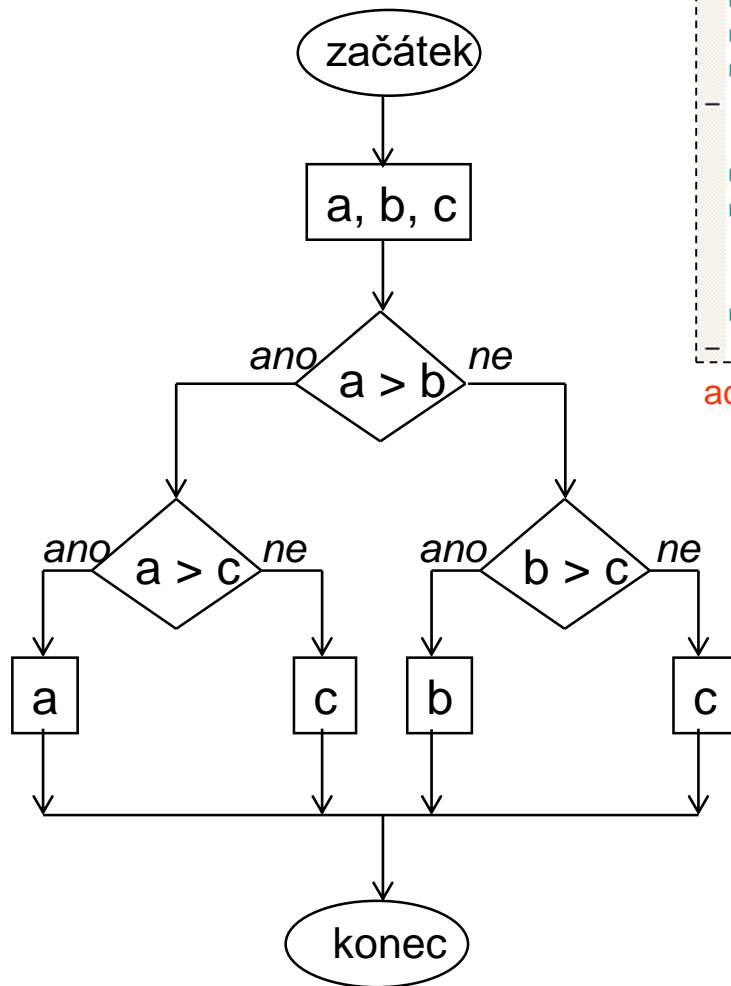 začátek
a, b, c
ano ne
a > b
ano ne ano ne
a > c b > c
a c b c
konec